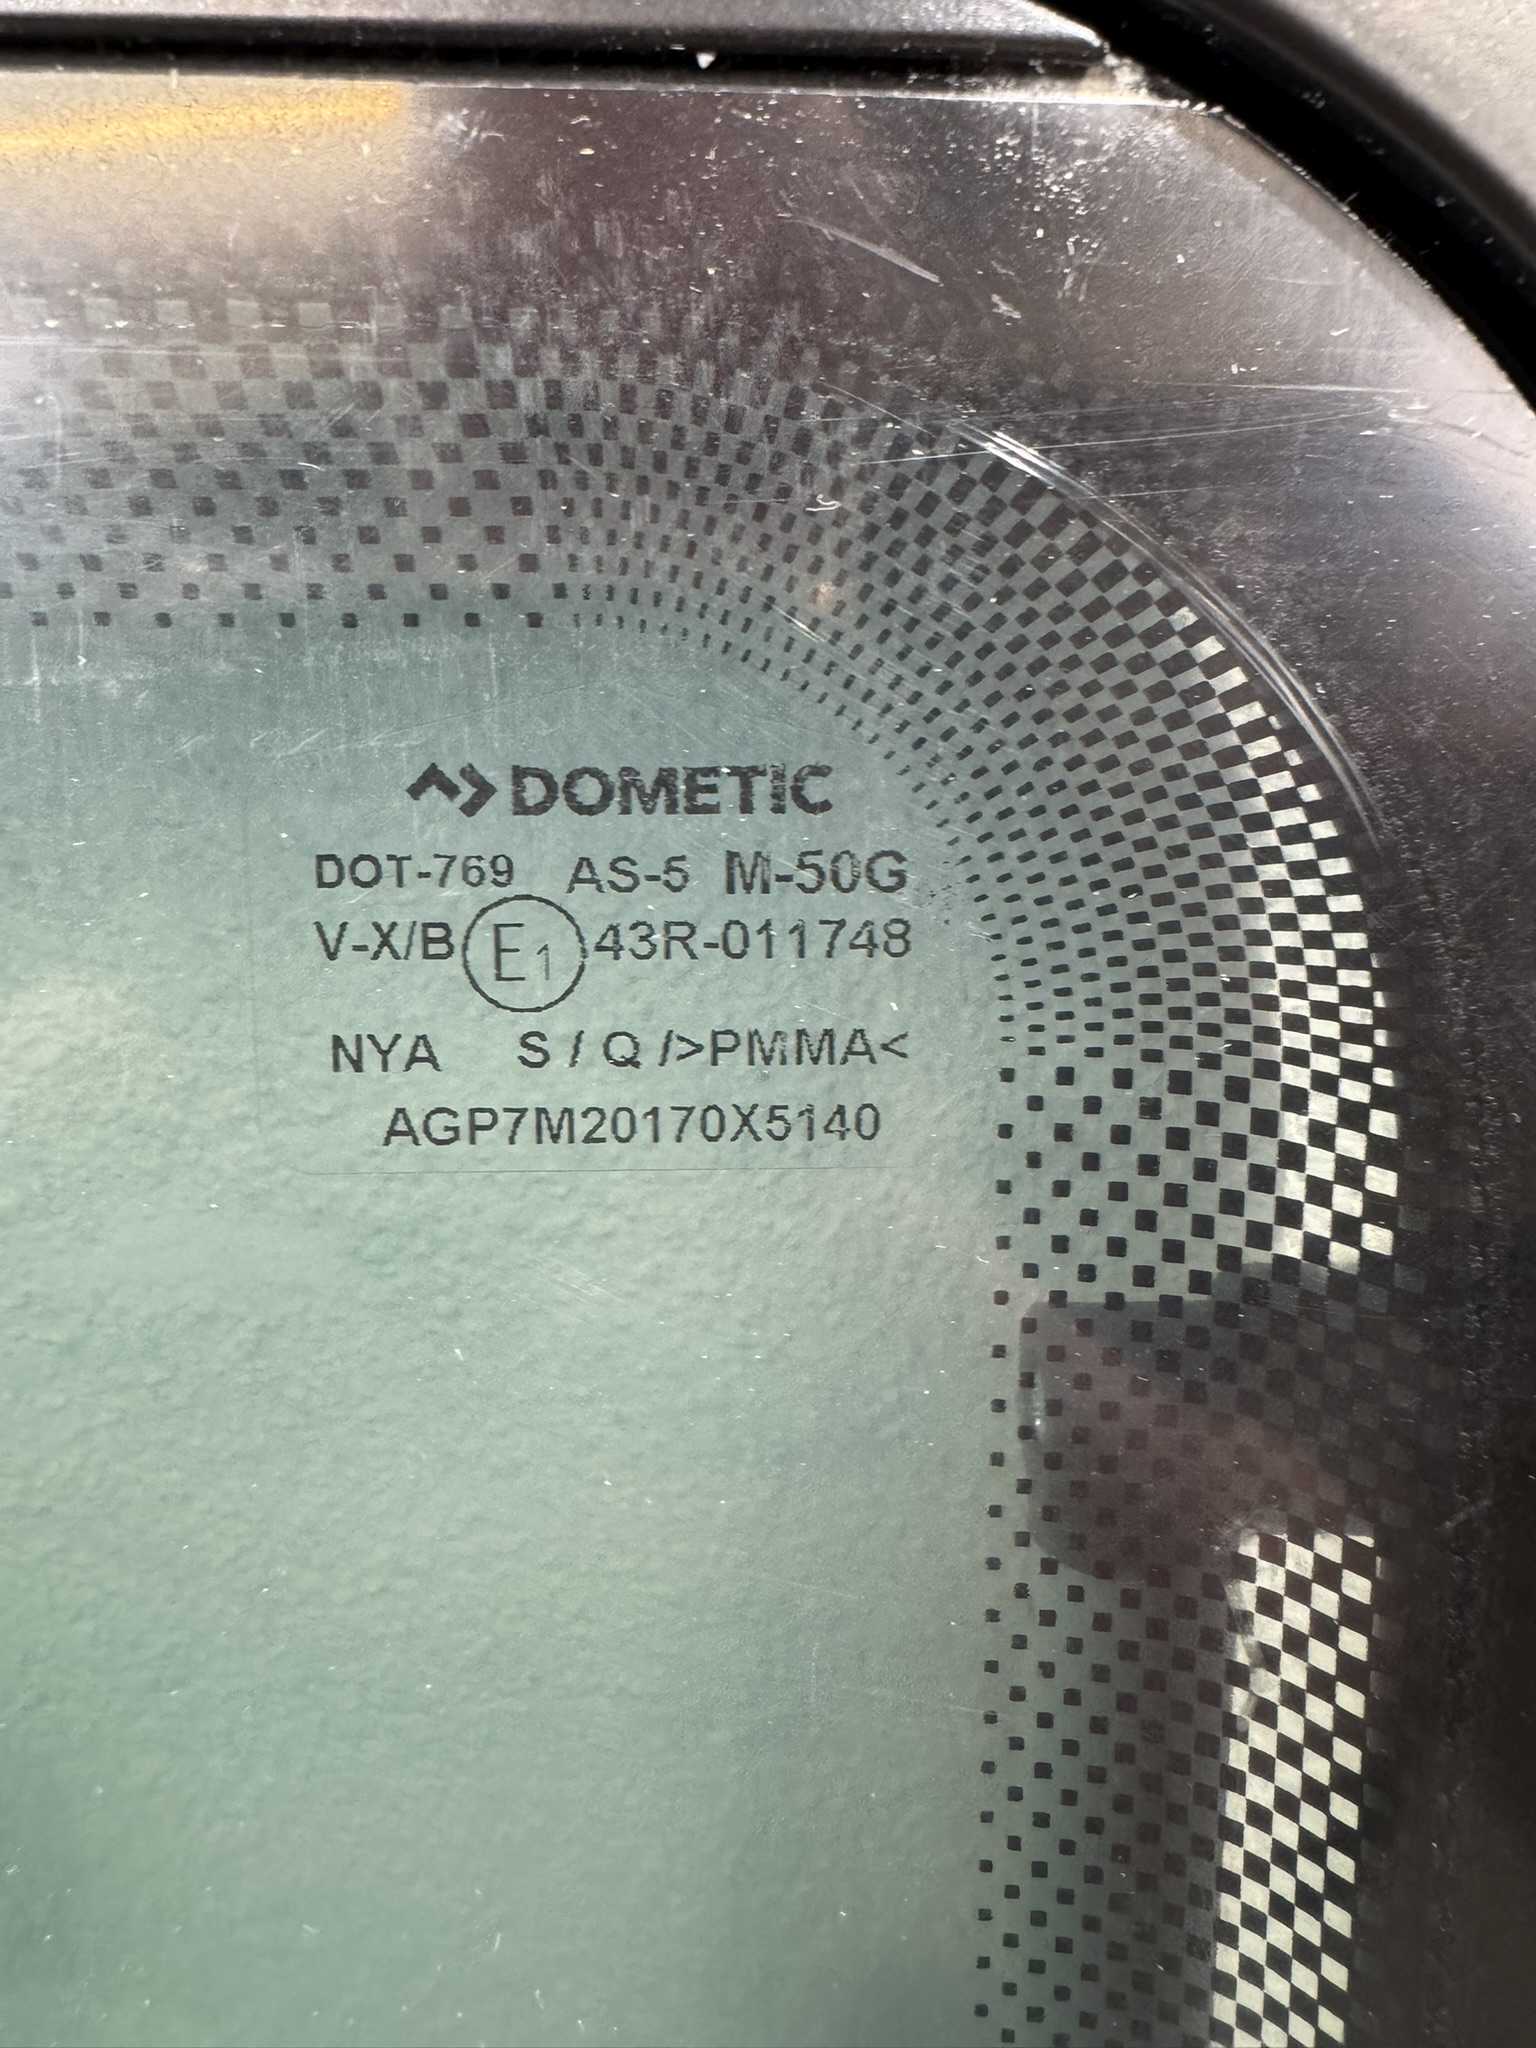 DOMETIC
DOT-769 AS-5 M-50G
V-X/B E1 43R-011748
NYA S / Q />PMMA<
AGP7M20170X5140